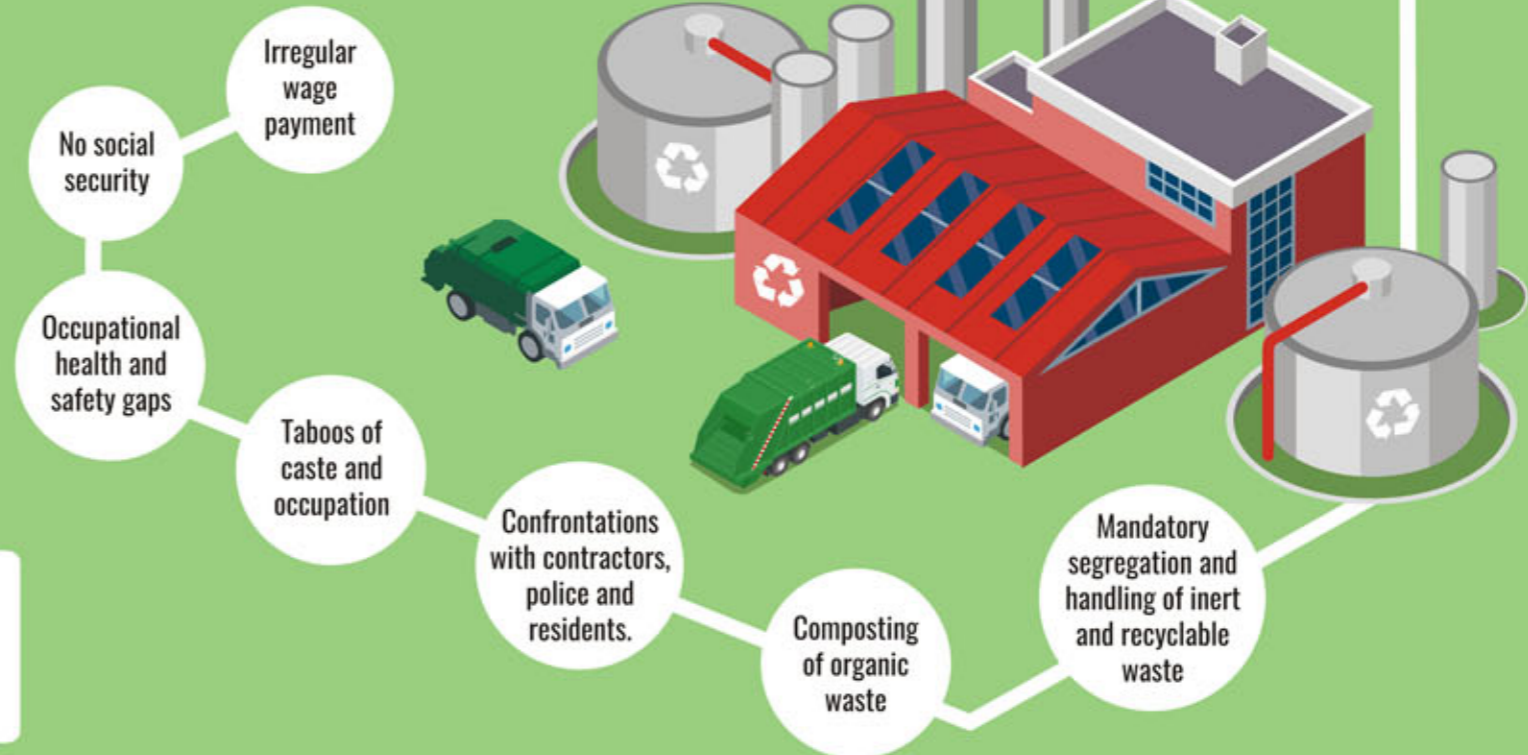 Irregular
wage
payment
No social
security
Occupational
health and
safety gaps
Taboos of
caste and
occupation
Confrontations
with contractors,
police and
residents.
Composting
of organic
waste
Mandatory
segregation and
handling of inert
and recyclable
waste